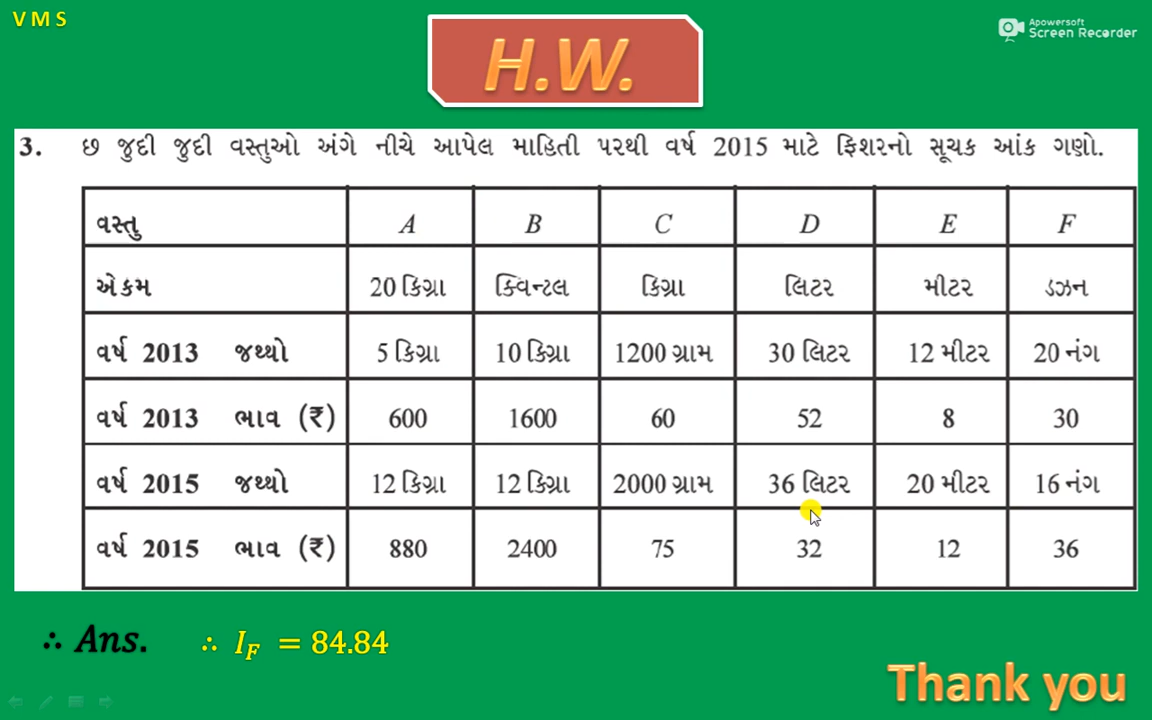 V M S
Apowersoft
Screen Recorder
H.W.
3. છ જુદી જુદી વસ્તુઓ અંગે નીચે આપેલ માહિતી પરથી વર્ષ 2015 માટે ફિશરનો સૂચક આંક ગણો.
વસ્તુ A B C D E F
એકમ 20 કિગ્રા ક્વિન્ટલ કિગ્રા લિટર મીટર ડઝન
વર્ષ 2013 જથ્થો 5 કિગ્રા 10 કિગ્રા 1200 ગ્રામ 30 લિટર 12 મીટર 20 નંગ
વર્ષ 2013 ભાવ (₹) 600 1600 60 52 8 30
વર્ષ 2015 જથ્થો 12 કિગ્રા 12 કિગ્રા 2000 ગ્રામ 36 લિટર 20 મીટર 16 નંગ
વર્ષ 2015 ભાવ (₹) 880 2400 75 32 12 36
∴ Ans. ∴ I_F = 84.84
Thank you